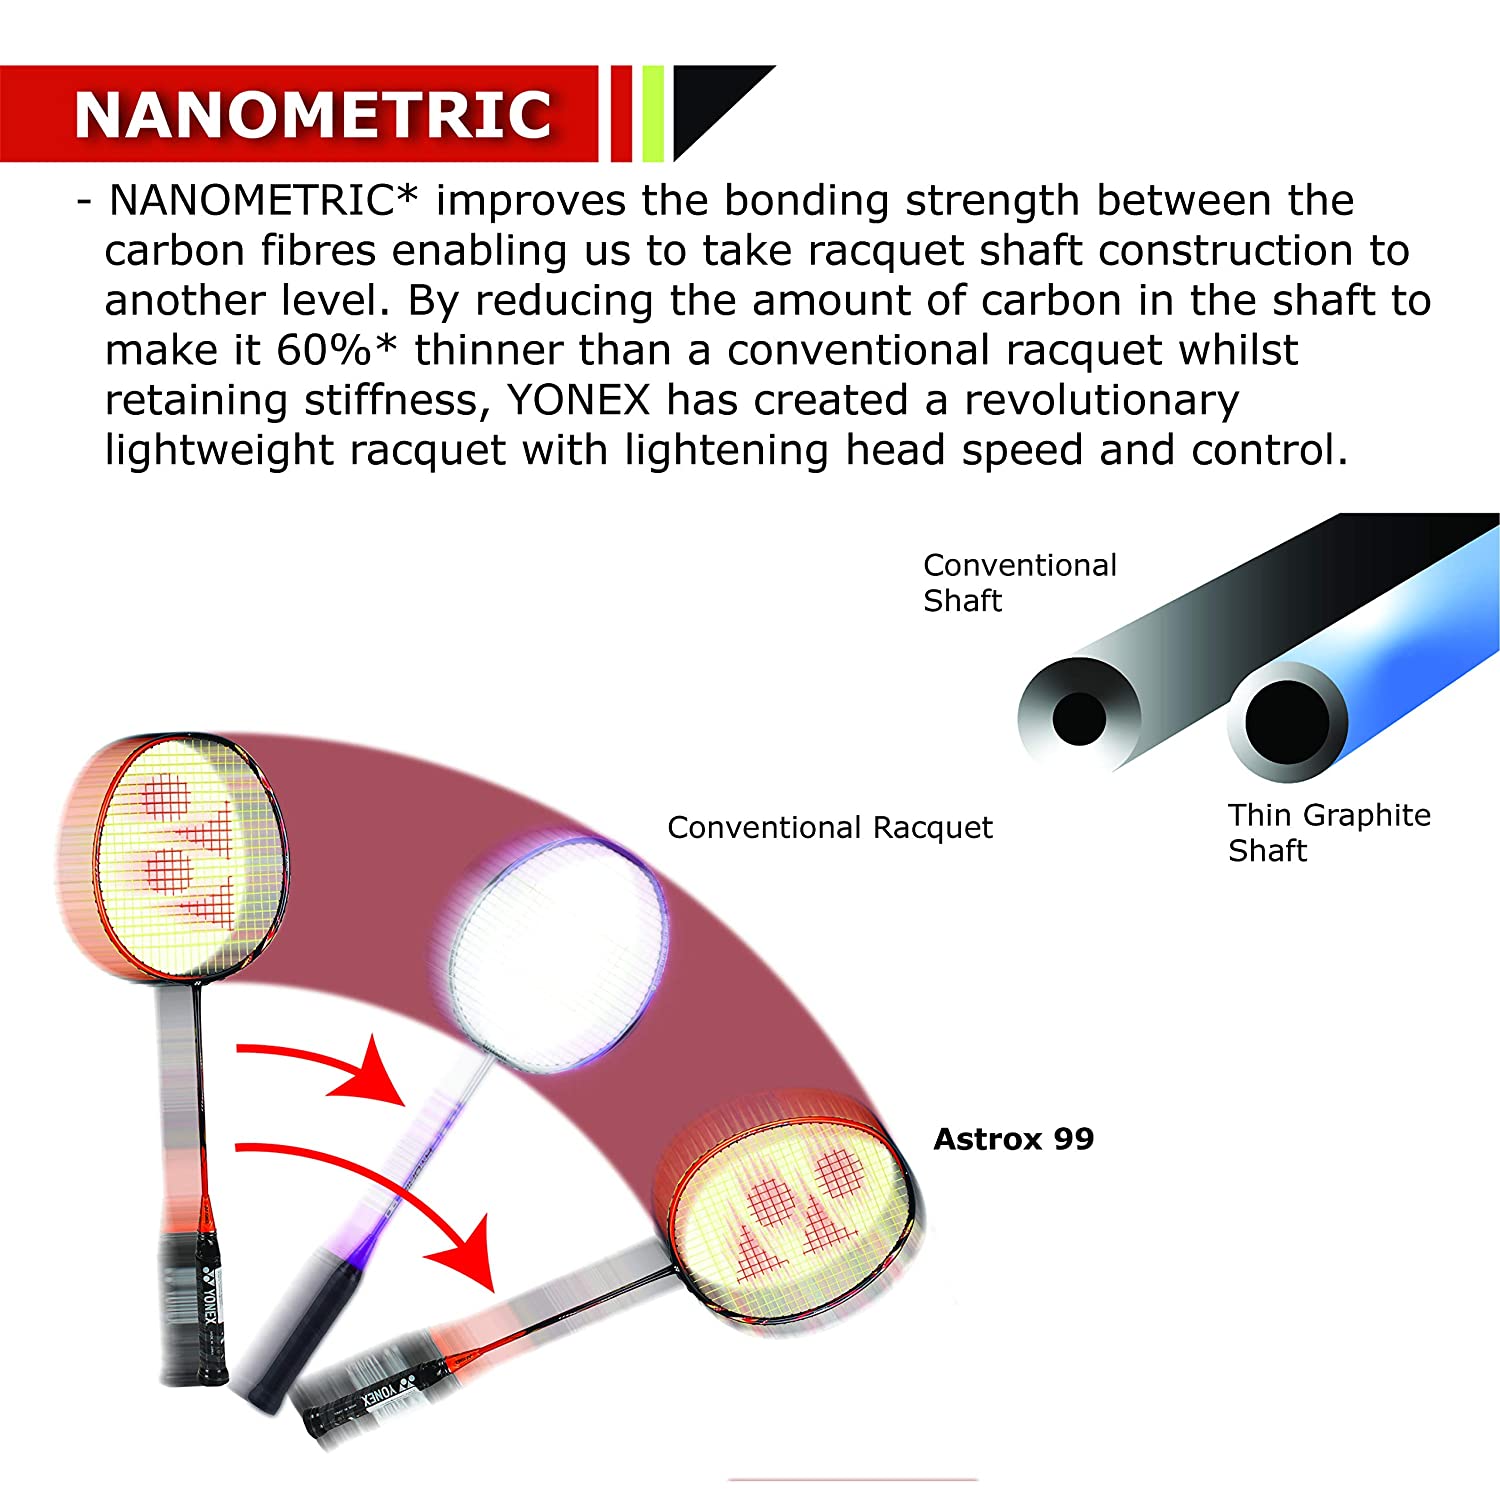 NANOMETRIC
- NANOMETRIC* improves the bonding strength between the
carbon fibres enabling us to take racquet shaft construction to
another level. By reducing the amount of carbon in the shaft to
make it 60%* thinner than a conventional racquet whilst
retaining stiffness, YONEX has created a revolutionary
lightweight racquet with lightening head speed and control.
Conventional
Shaft
Thin Graphite
Shaft
Conventional Racquet
Astrox 99
YONEX
YONEX